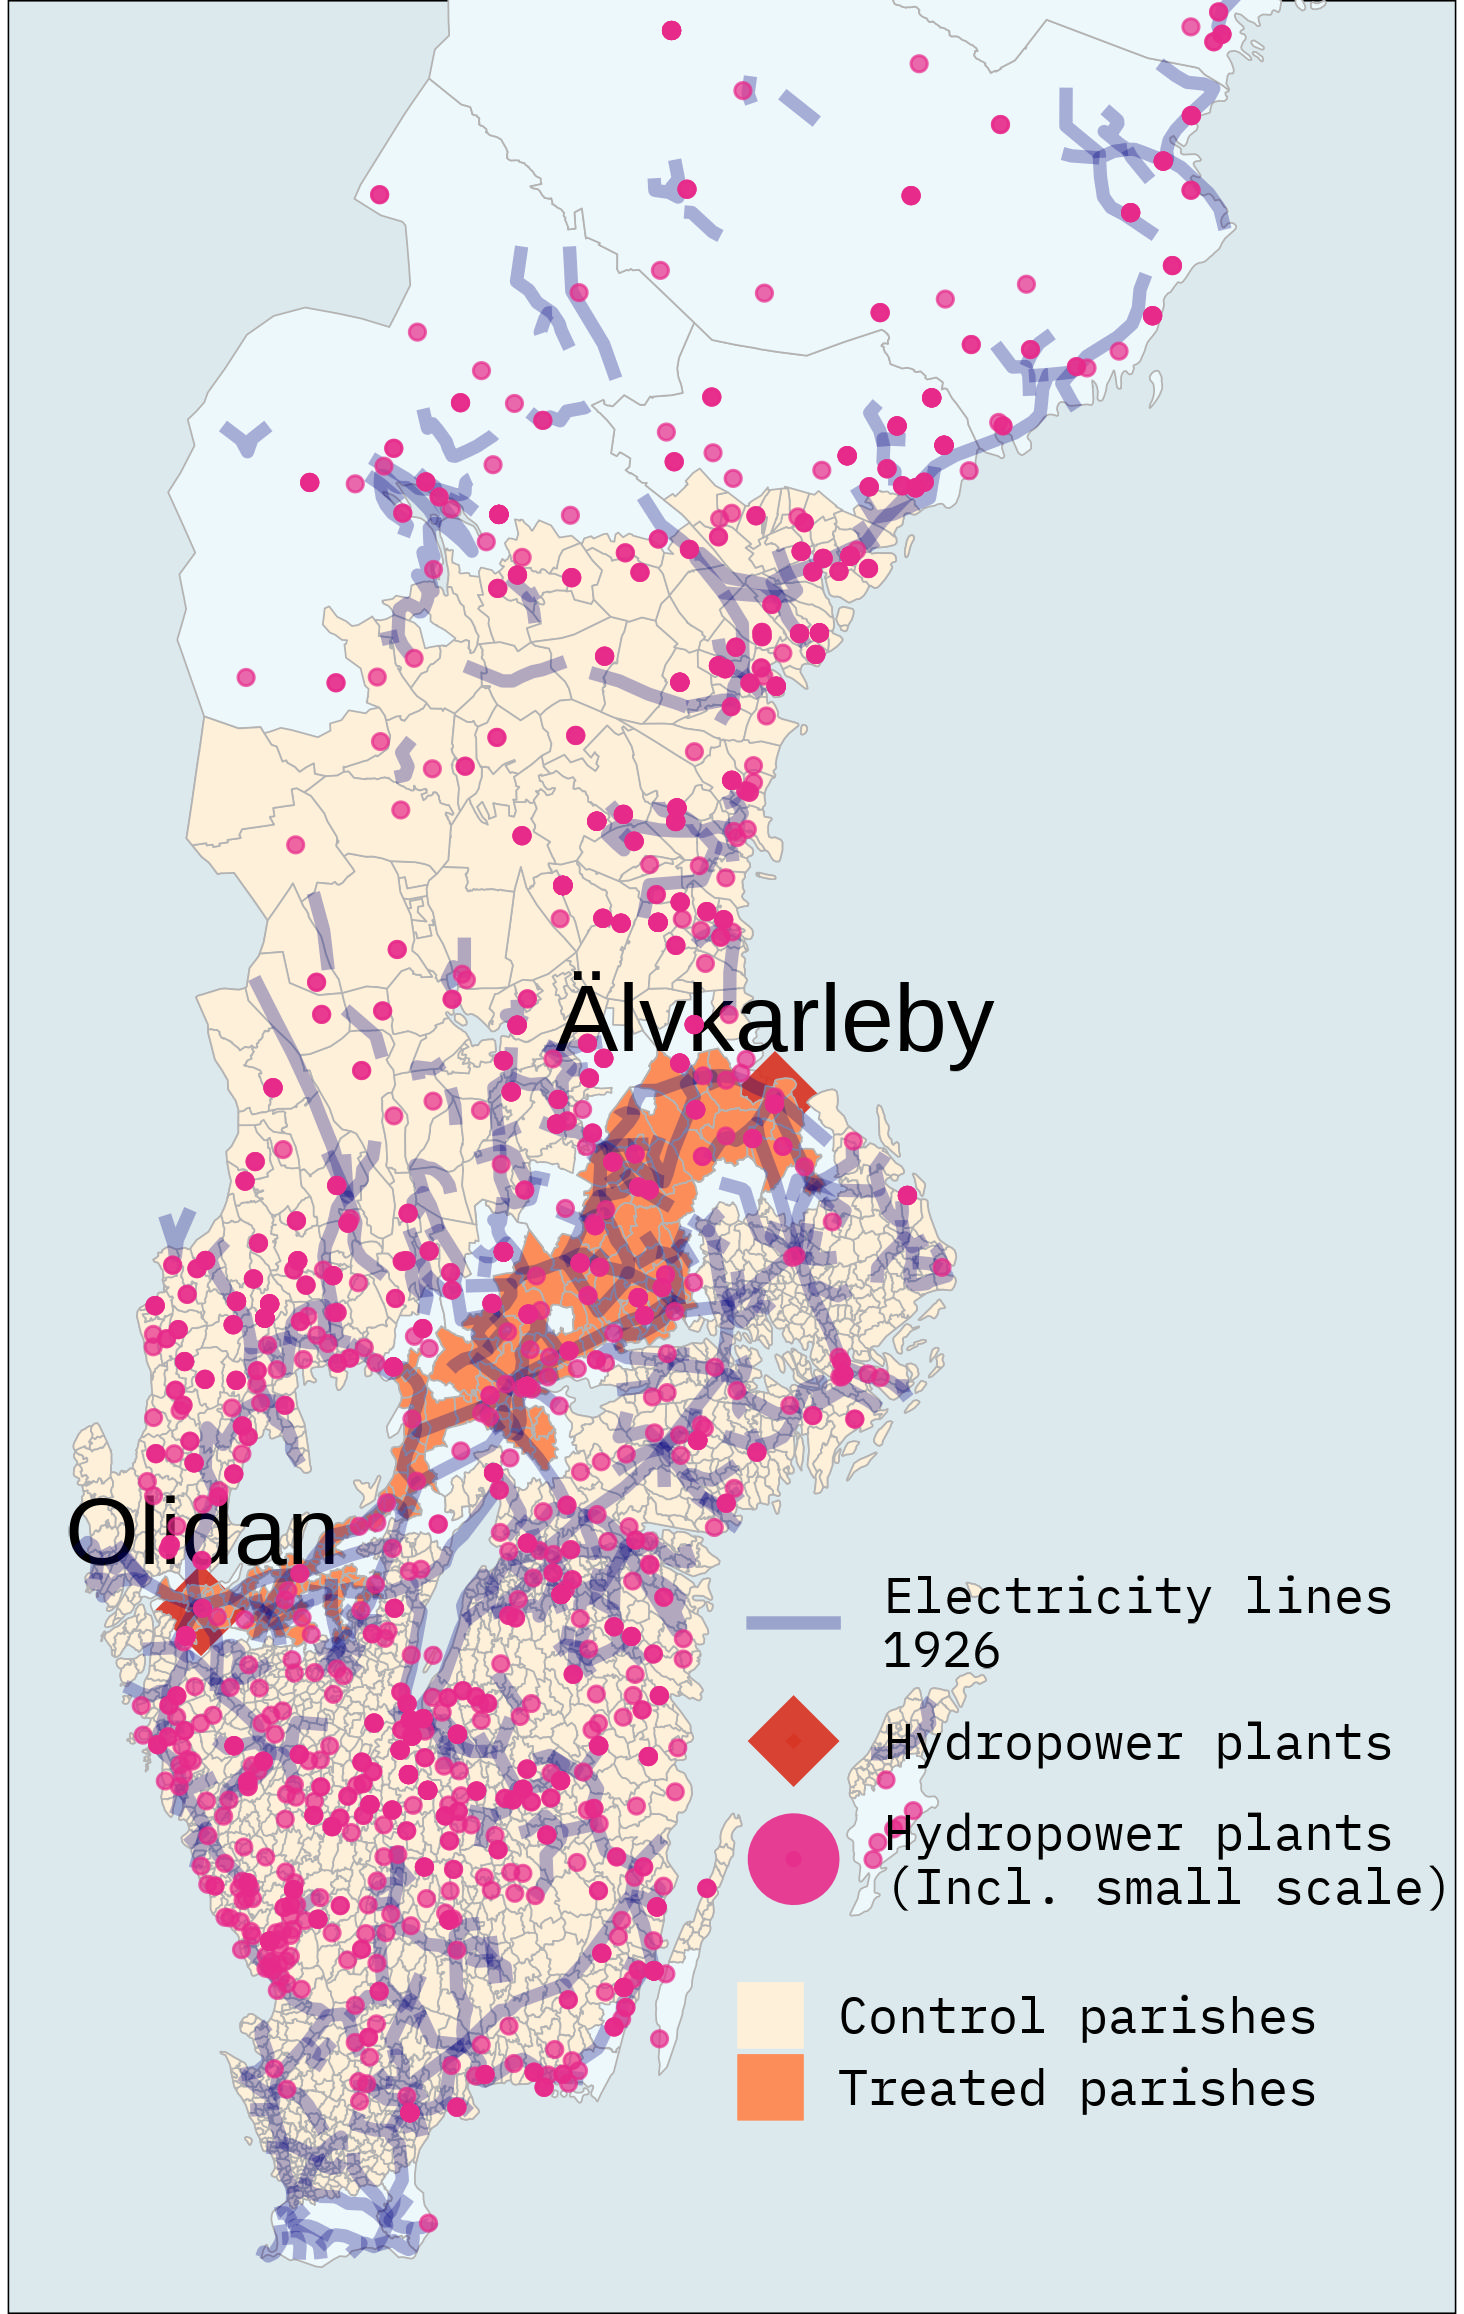 Älvkarleby
Olidan
Electricity lines
1926
Hydropower plants
Hydropower plants
(Incl. small scale)
Control parishes
Treated parishes